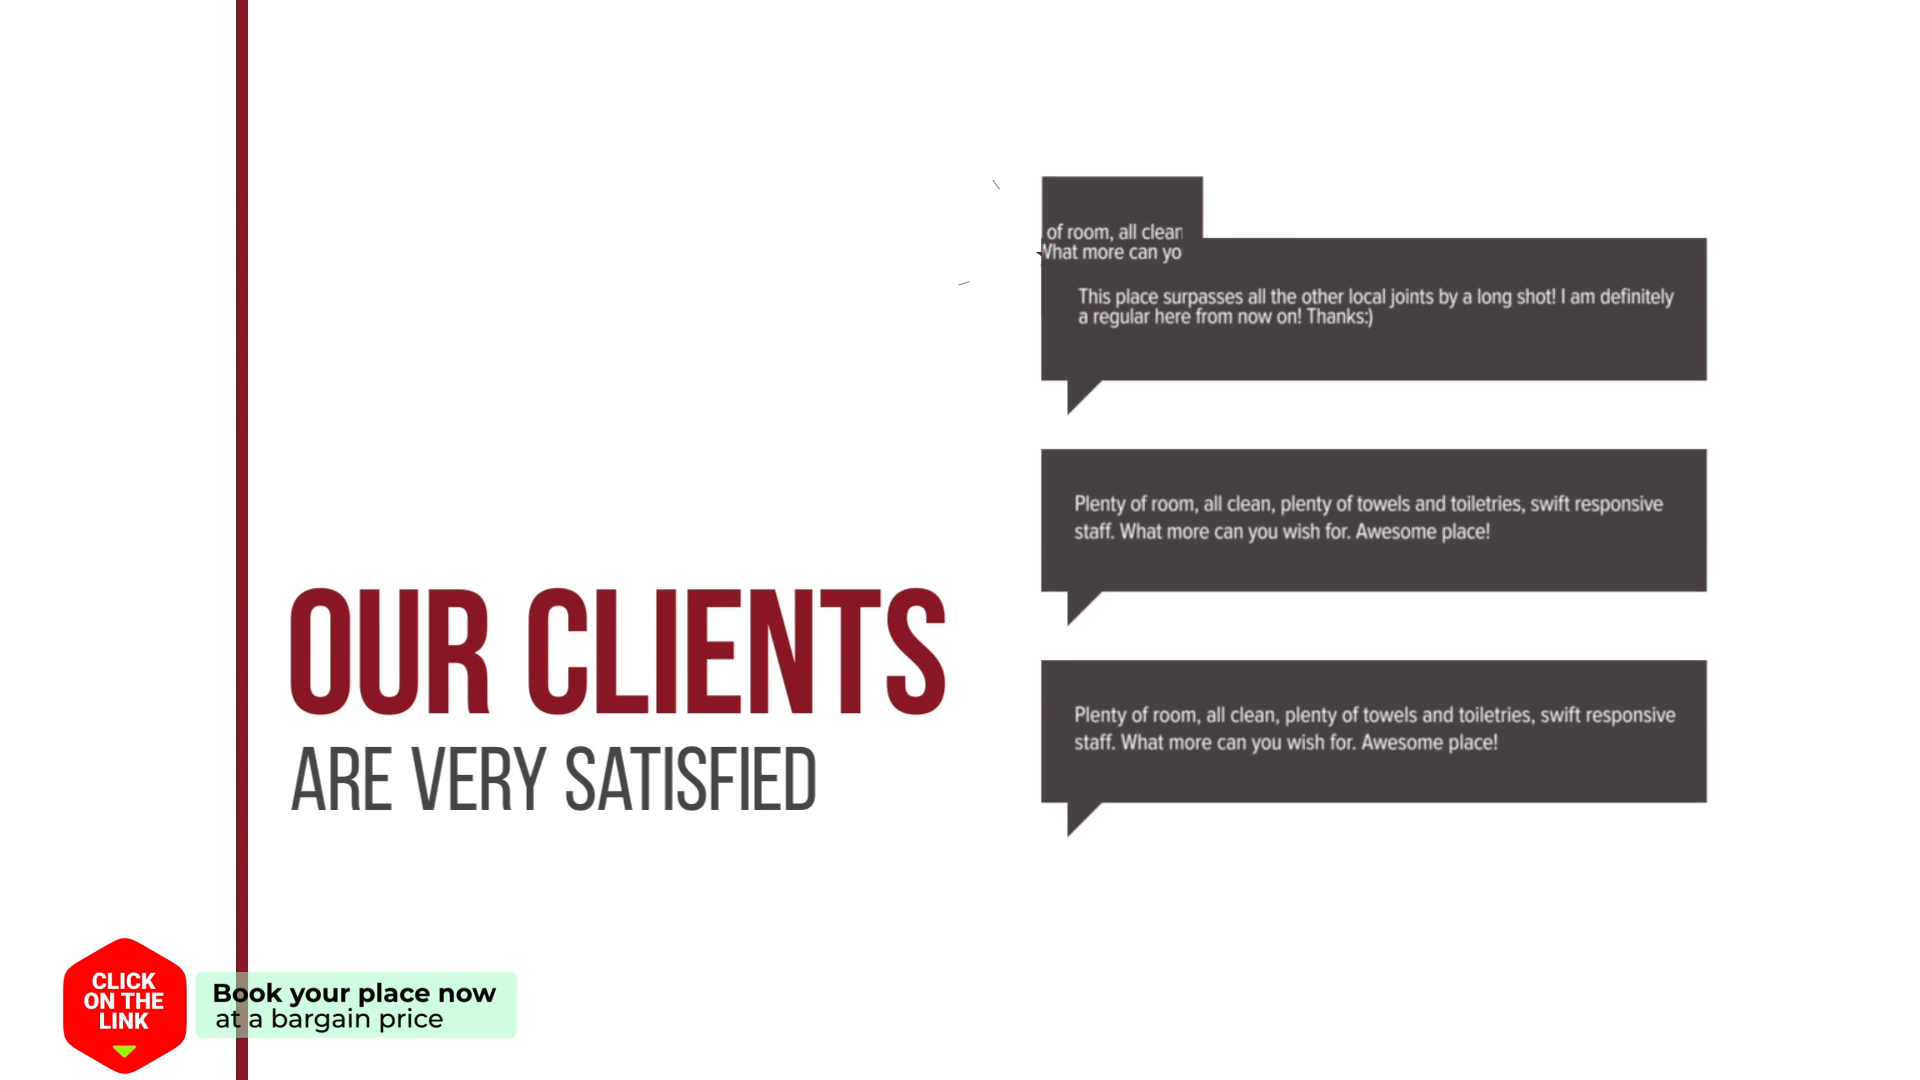 OUR CLIENTS
ARE VERY SATISFIED
of room, all clean
What more can yo
This place surpasses all the other local joints by a long shot! I am definitely
a regular here from now on! Thanks:)
Plenty of room, all clean, plenty of towels and toiletries, swift responsive
staff. What more can you wish for. Awesome place!
Plenty of room, all clean, plenty of towels and toiletries, swift responsive
staff. What more can you wish for. Awesome place!
CLICK
ON THE
LINK
Book your place now
at a bargain price